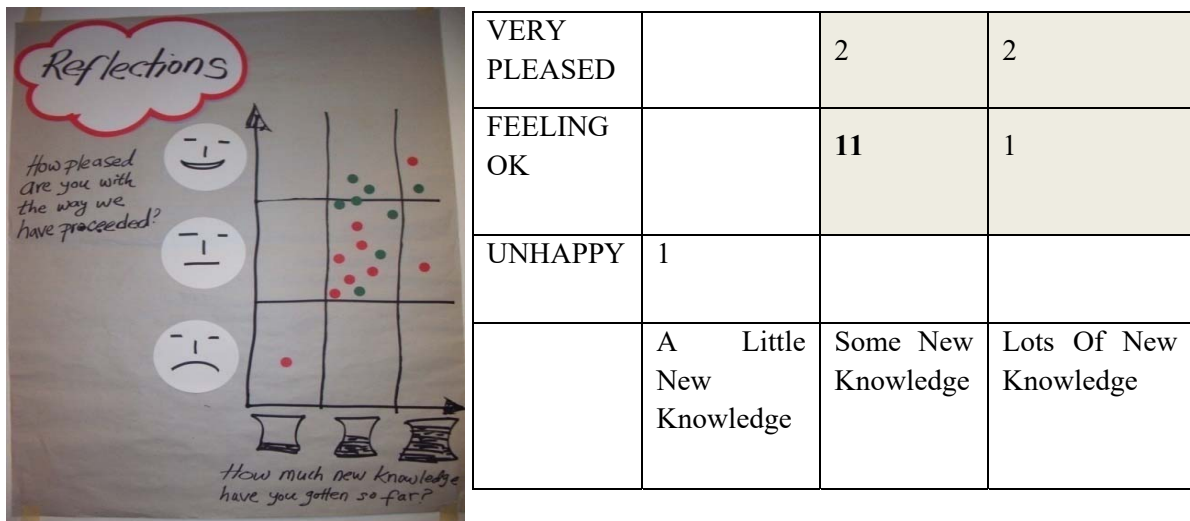 Reflections
How pleased
are you with
the way we
have proceeded?
How much new knowledge
have you gotten so far?
VERY
PLEASED
2
2
FEELING
OK
11
1
UNHAPPY
1
A Little
New
Knowledge
Some New
Knowledge
Lots Of New
Knowledge